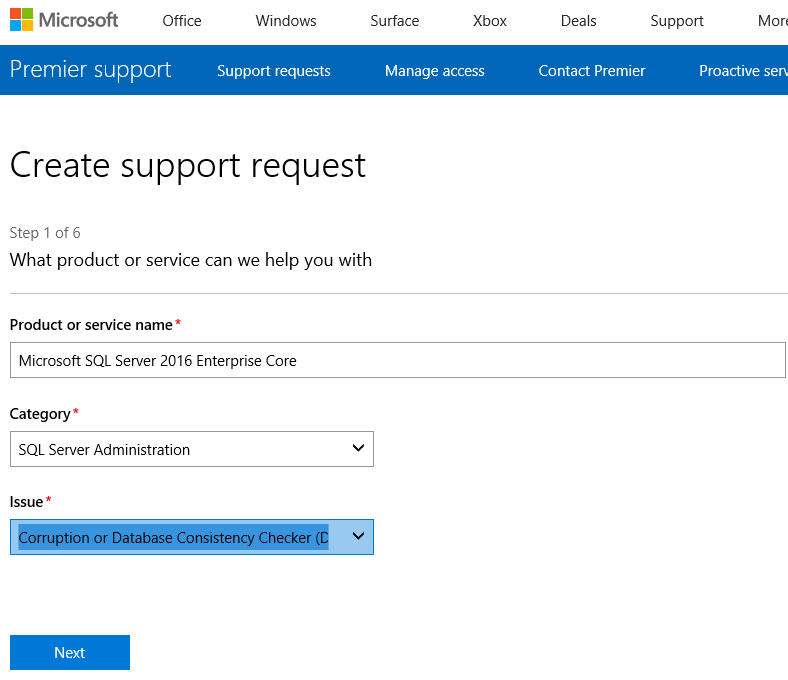 Microsoft Office Windows Surface Xbox Deals Support More
Premier support Support requests Manage access Contact Premier Proactive serv
Create support request
Step 1 of 6
What product or service can we help you with
Product or service name*
Microsoft SQL Server 2016 Enterprise Core
Category*
SQL Server Administration
Issue*
Corruption or Database Consistency Checker (D
Next